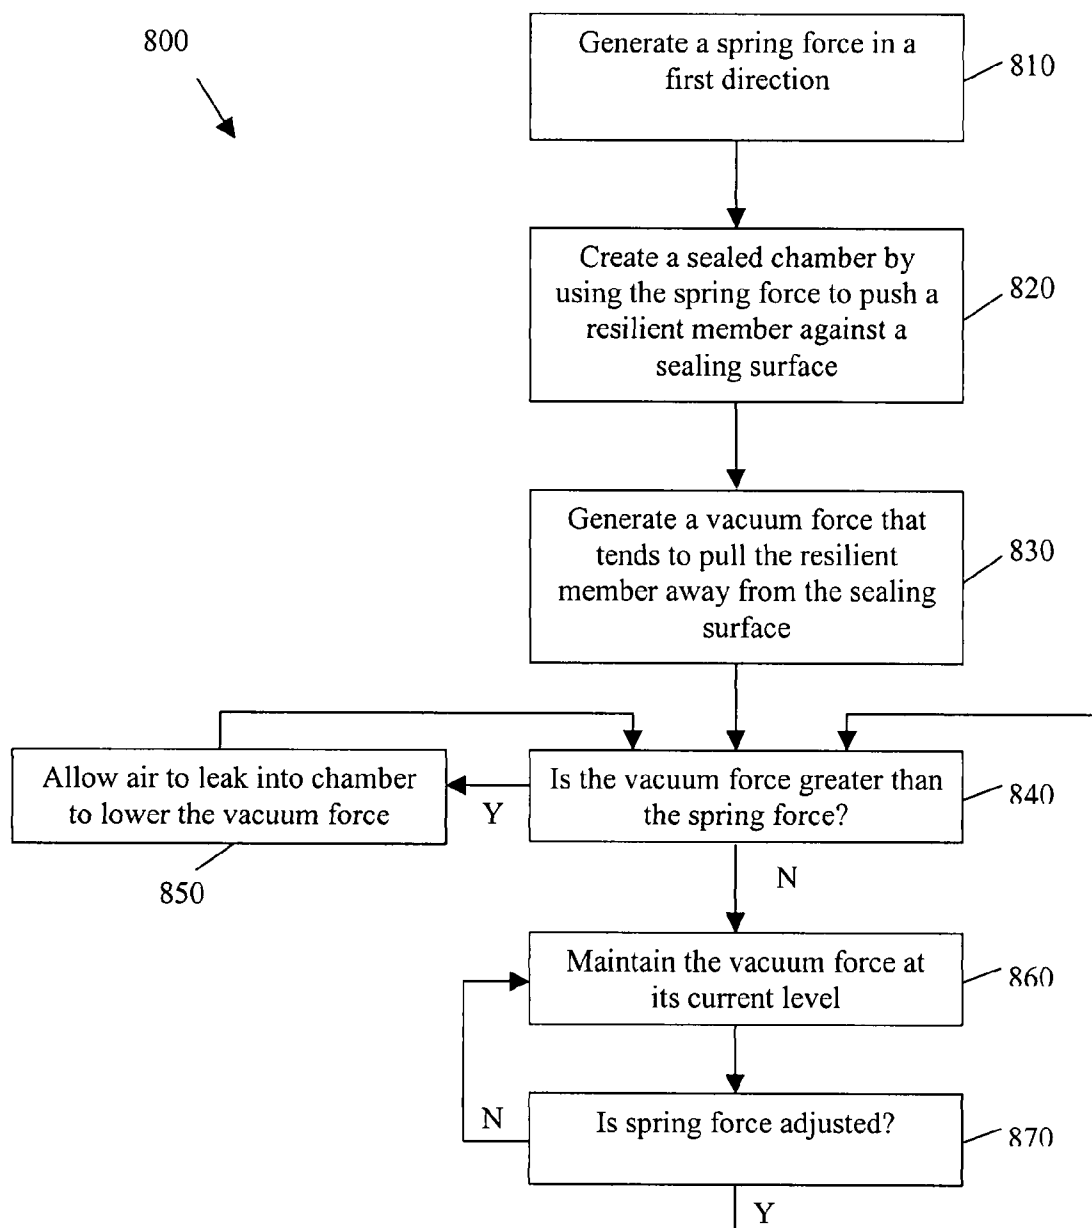 800
Generate a spring force in a
first direction
810
Create a sealed chamber by
using the spring force to push a
resilient member against a
sealing surface
820
Generate a vacuum force that
tends to pull the resilient
member away from the sealing
surface
830
Allow air to leak into chamber
to lower the vacuum force
850
Y
Is the vacuum force greater than
the spring force?
840
N
Maintain the vacuum force at
its current level
860
N
Is spring force adjusted?
870
Y